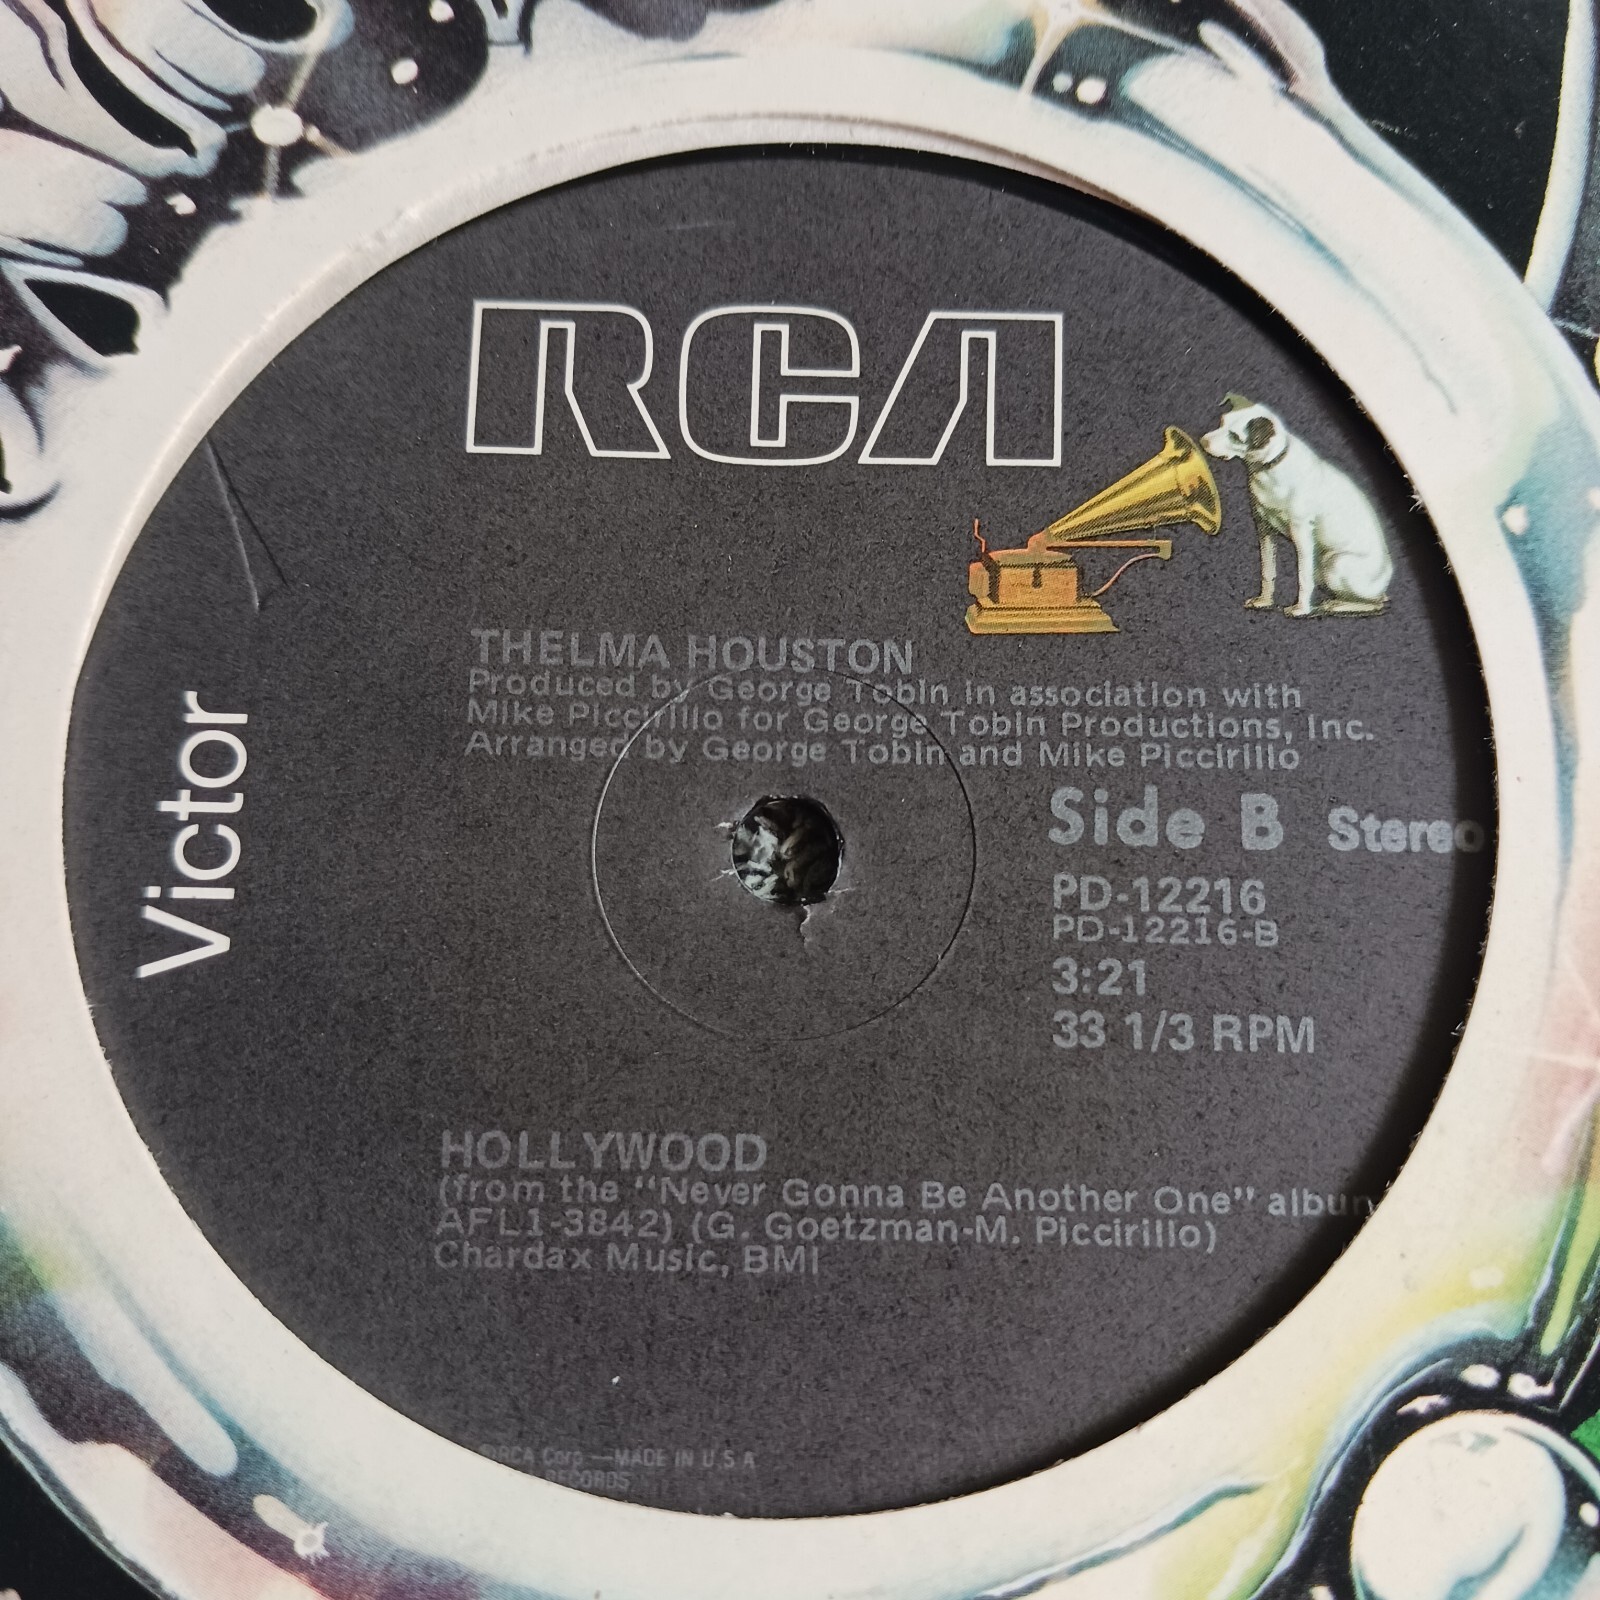 RCA
Victor
THELMA HOUSTON
Produced by George Tobin in association with
Mike Piccirillo for George Tobin Productions, Inc.
Arranged by George Tobin and Mike Piccirillo
Side B Stereo
PD-12216
PD-12216-B
3:21
33 1/3 RPM
HOLLYWOOD
(from the "Never Gonna Be Another One" album
AFL1-3842) (G. Goetzman-M. Piccirillo)
Chardax Music, BMI
©RCA Corp —MADE IN U.S A
RECORDS